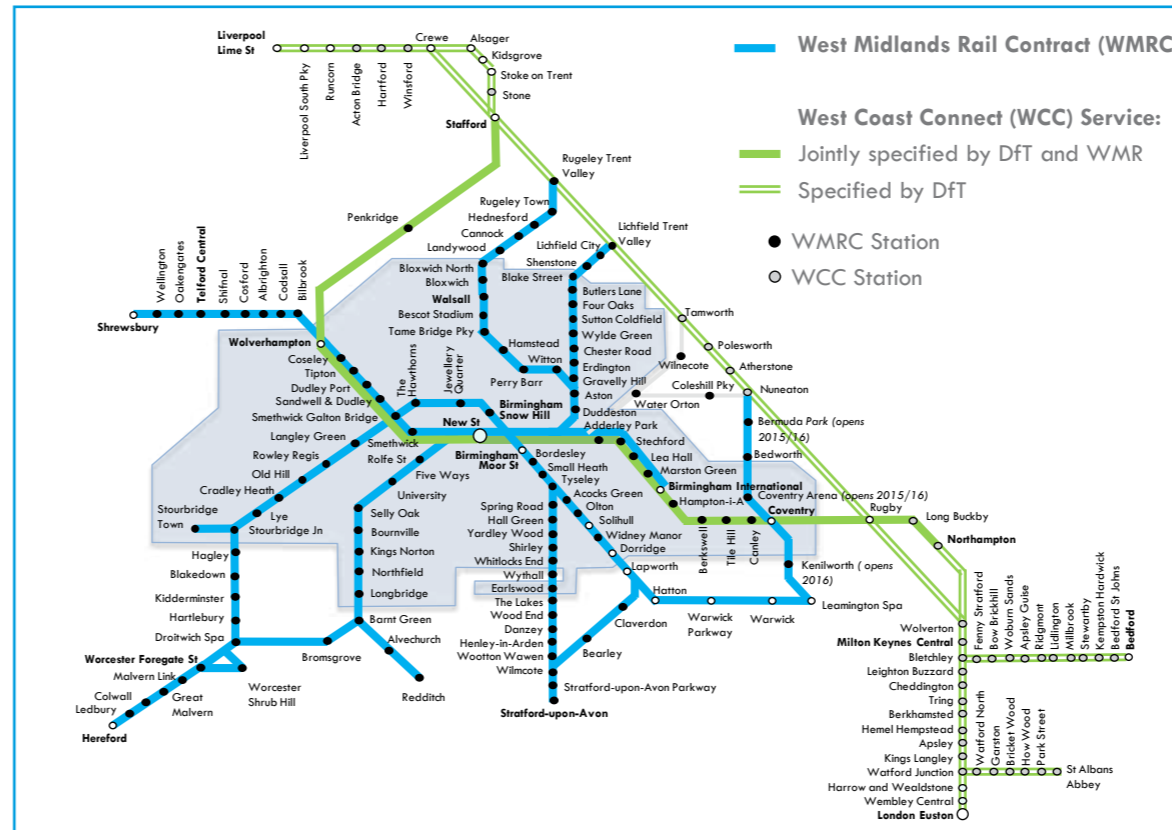 Liverpool
Lime St
Liverpool South Pky
Runcorn
Acton Bridge
Hartford
Winsford
Crewe
Alsager
Kidsgrove
Stoke on Trent
Stone
Stafford
West Midlands Rail Contract (WMRC
West Coast Connect (WCC) Service:
Jointly specified by DfT and WMR
Specified by DfT
WMRC Station
WCC Station
Penkridge
Rugeley Trent
Valley
Rugeley Town
Hednesford
Cannock
Landywood
Bloxwich North
Bloxwich
Walsall
Bescot Stadium
Tame Bridge Pky
Hamstead
Witton
Perry Barr
Lichfield Trent
Valley
Lichfield City
Shenstone
Blake Street
Butlers Lane
Four Oaks
Sutton Coldfield
Wylde Green
Chester Road
Erdington
Gravelly Hill
Aston
Duddeston
Adderley Park
Shrewsbury
Wellington
Oakengates
Telford Central
Shifnal
Cosford
Albrighton
Codsall
Bilbrook
Wolverhampton
Coseley
Tipton
Dudley Port
Sandwell & Dudley
Smethwick Galton Bridge
Smethwick
Rolfe St
The
Hawthorns
Jewellery
Quarter
Birmingham
Snow Hill
New St
Birmingham
Moor St
Langley Green
Rowley Regis
Old Hill
Cradley Heath
Lye
Stourbridge
Town
Stourbridge Jn
Hagley
Blakedown
Kidderminster
Hartlebury
Droitwich Spa
Worcester Foregate St
Malvern Link
Great
Malvern
Colwall
Ledbury
Hereford
Worcester
Shrub Hill
Bromsgrove
Five Ways
University
Selly Oak
Bournville
Kings Norton
Northfield
Longbridge
Barnt Green
Alvechurch
Redditch
Bordesley
Small Heath
Tyseley
Acocks Green
Olton
Solihull
Widney Manor
Dorridge
Lapworth
Hatton
Warwick
Parkway
Warwick
Leamington Spa
Claverdon
Bearley
Spring Road
Hall Green
Yardley Wood
Shirley
Whitlocks End
Wythall
Earlswood
The Lakes
Wood End
Danzey
Henley-in-Arden
Wootton Wawen
Wilmcote
Stratford-upon-Avon Parkway
Stratford-upon-Avon
Stechford
Lea Hall
Marston Green
Birmingham International
Hampton-i-A
Berkswell
Tile Hill
Canley
Coventry
Coventry Arena (opens 2015/16)
Kenilworth ( opens
2016)
Tamworth
Wilnecote
Polesworth
Atherstone
Coleshill Pky
Water Orton
Nuneaton
Bermuda Park (opens
2015/16)
Bedworth
Rugby
Long Buckby
Northampton
Wolverton
Milton Keynes Central
Bletchley
Fenny Stratford
Bow Brickhill
Woburn Sands
Apsley Guise
Ridgmont
Lidlington
Millbrook
Stewartby
Kempston Hardwick
Bedford St Johns
Bedford
Leighton Buzzard
Cheddington
Tring
Berkhamsted
Hemel Hempstead
Apsley
Kings Langley
Watford Junction
Watford North
Garston
Bricket Wood
How Wood
Park Street
St Albans
Abbey
Harrow and Wealdstone
Wembley Central
London Euston